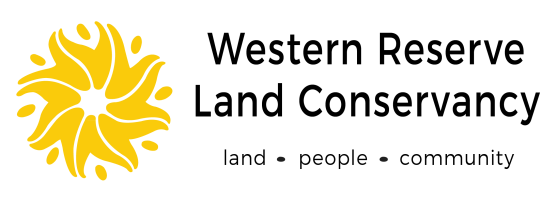 Western Reserve
Land Conservancy
land • people • community